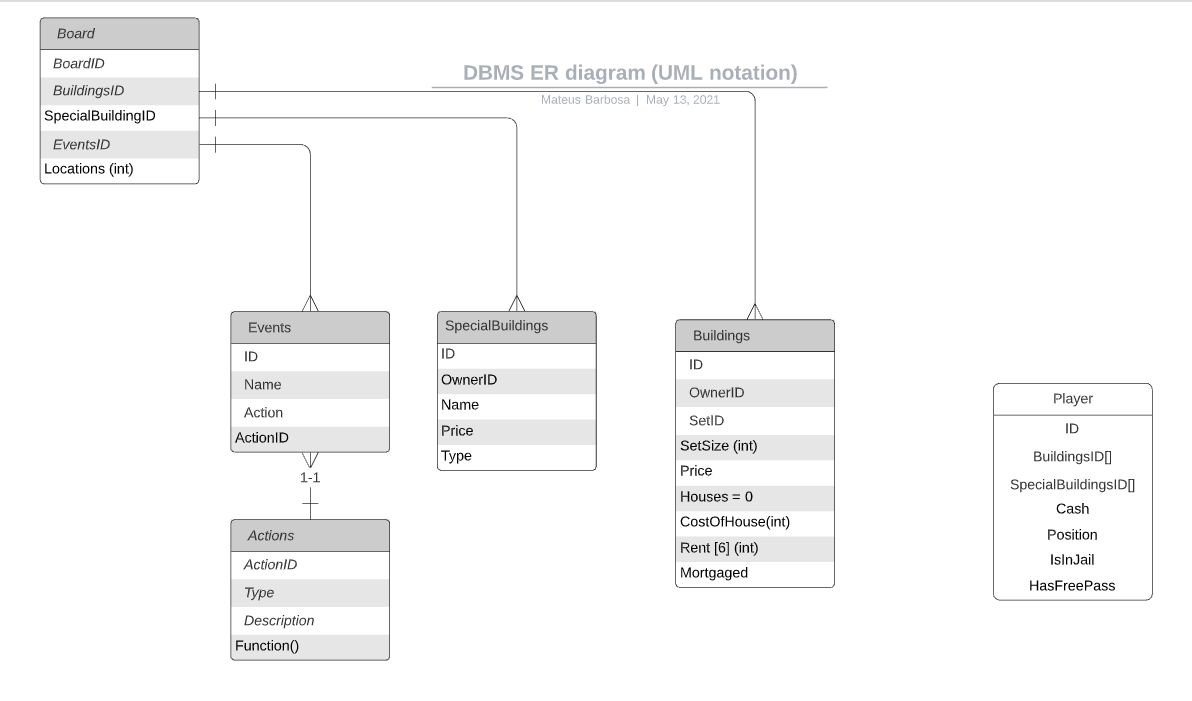 DBMS ER diagram (UML notation)
Mateus Barbosa | May 13, 2021
Board
BoardID
BuildingsID
SpecialBuildingID
EventsID
Locations (int)
Events
ID
Name
Action
ActionID
1-1
Actions
ActionID
Type
Description
Function()
SpecialBuildings
ID
OwnerID
Name
Price
Type
Buildings
ID
OwnerID
SetID
SetSize (int)
Price
Houses = 0
CostOfHouse(int)
Rent [6] (int)
Mortgaged
Player
ID
BuildingsID[]
SpecialBuildingsID[]
Cash
Position
IsInJail
HasFreePass